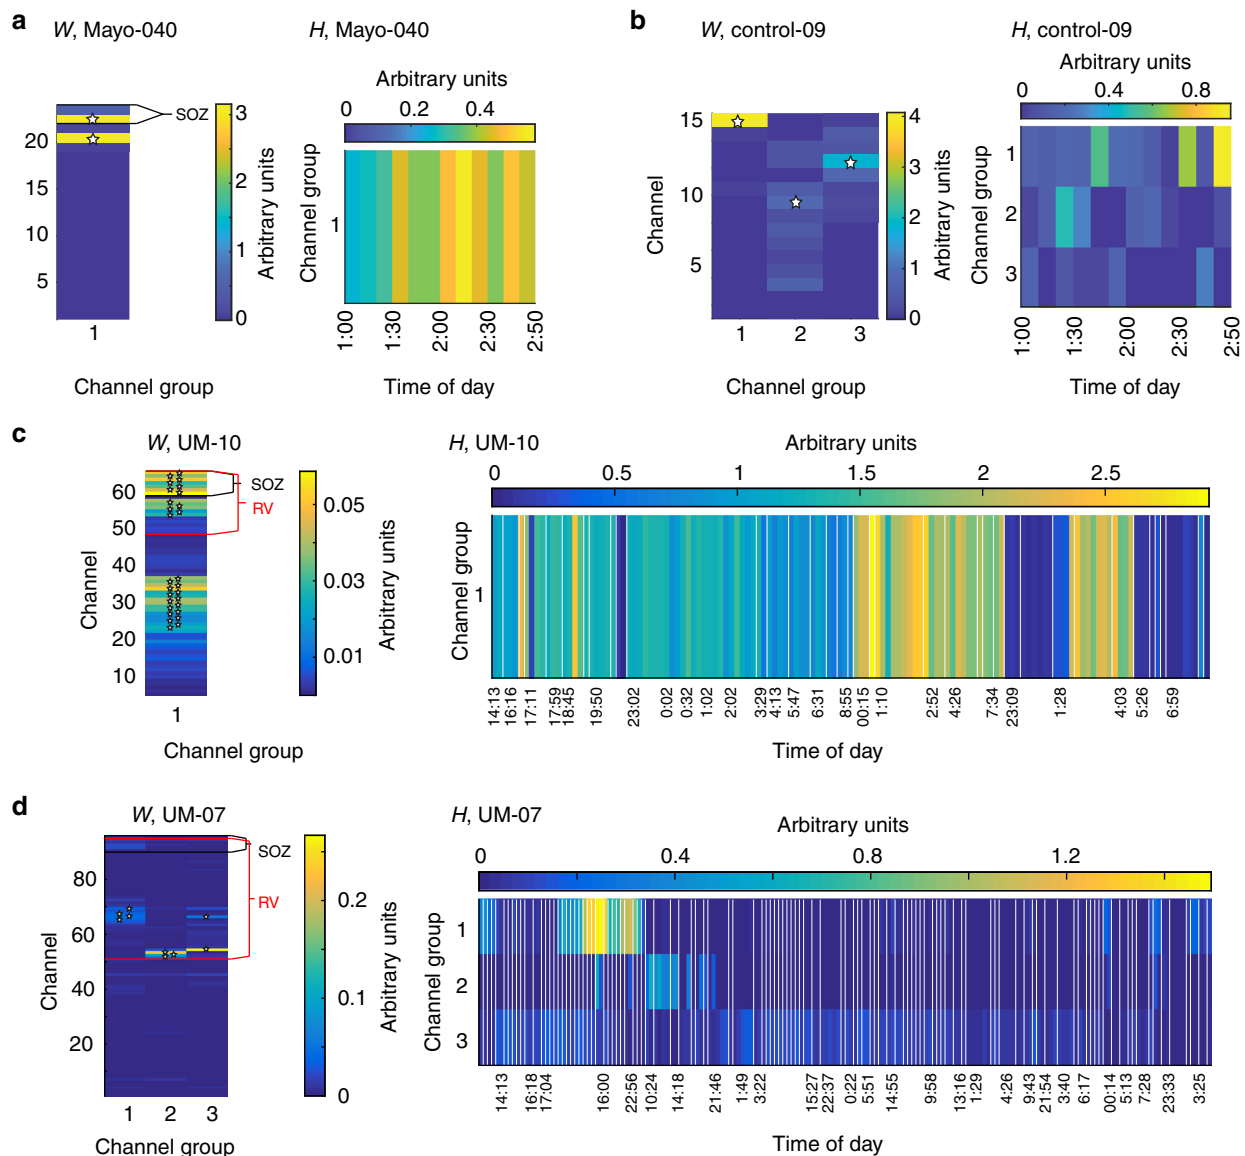 a
W, Mayo-040
H, Mayo-040
Arbitrary units
0 0.2 0.4
SOZ
20
15
10
5
1
Channel group
3
2
1
0
Arbitrary units
Channel group
1
1:00 1:30 2:00 2:30 2:50
Time of day
b
W, control-09
H, control-09
Arbitrary units
0 0.4 0.8
Channel
15
10
5
1 2 3
Channel group
4
3
2
1
0
Arbitrary units
Channel group
1
2
3
1:00 1:30 2:00 2:30 2:50
Time of day
c
W, UM-10
H, UM-10
Arbitrary units
0 0.5 1 1.5 2 2.5
SOZ
RV
Channel
60
50
40
30
20
10
1
Channel group
0.05
0.03
0.01
Arbitrary units
Channel group
1
14:13 16:16 17:11 17:59 18:45 19:50 23:02 0:02 0:32 1:02 2:02 3:29 4:13 5:47 6:31 8:55 00:15 1:10 2:52 4:26 7:34 23:09 1:28 4:03 5:26 6:59
Time of day
d
W, UM-07
H, UM-07
Arbitrary units
0 0.4 0.8 1.2
SOZ
RV
Channel
80
60
40
20
1 2 3
Channel group
0.2
0.1
0
Arbitrary units
Channel group
1
2
3
14:13 16:18 17:04 16:00 22:56 10:24 14:18 21:46 1:49 3:22 15:27 22:37 0:22 5:51 14:55 9:58 13:16 1:29 4:26 9:43 21:54 3:40 6:17 00:14 5:13 7:28 23:33 3:25
Time of day